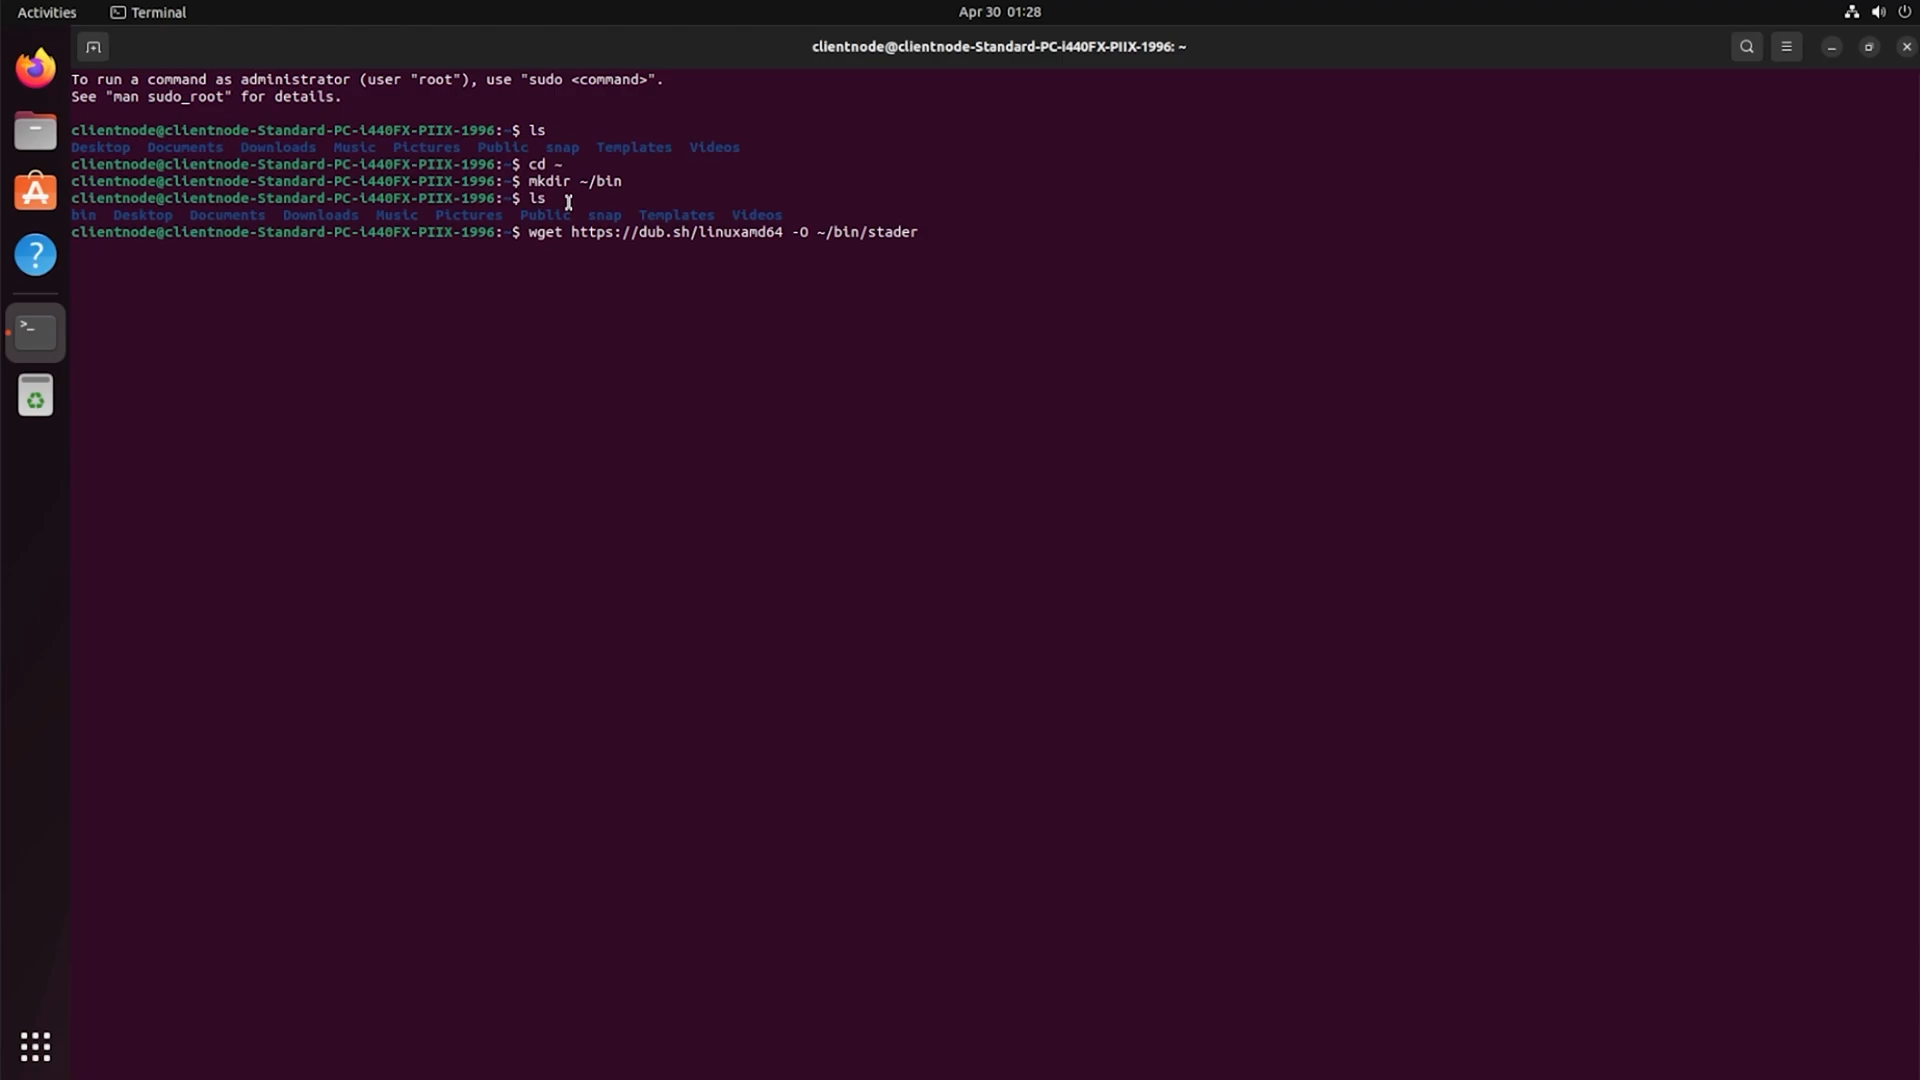 Activities Terminal Apr 30 01:28
clientnode@clientnode-Standard-PC-i440FX-PIIX-1996: ~
To run a command as administrator (user "root"), use "sudo <command>".
See "man sudo_root" for details.
clientnode@clientnode-Standard-PC-i440FX-PIIX-1996:~$ ls
Desktop Documents Downloads Music Pictures Public snap Templates Videos
clientnode@clientnode-Standard-PC-i440FX-PIIX-1996:~$ cd ~
clientnode@clientnode-Standard-PC-i440FX-PIIX-1996:~$ mkdir ~/bin
clientnode@clientnode-Standard-PC-i440FX-PIIX-1996:~$ ls
bin Desktop Documents Downloads Music Pictures Public snap Templates Videos
clientnode@clientnode-Standard-PC-i440FX-PIIX-1996:~$ wget https://dub.sh/linuxamd64 -O ~/bin/stader